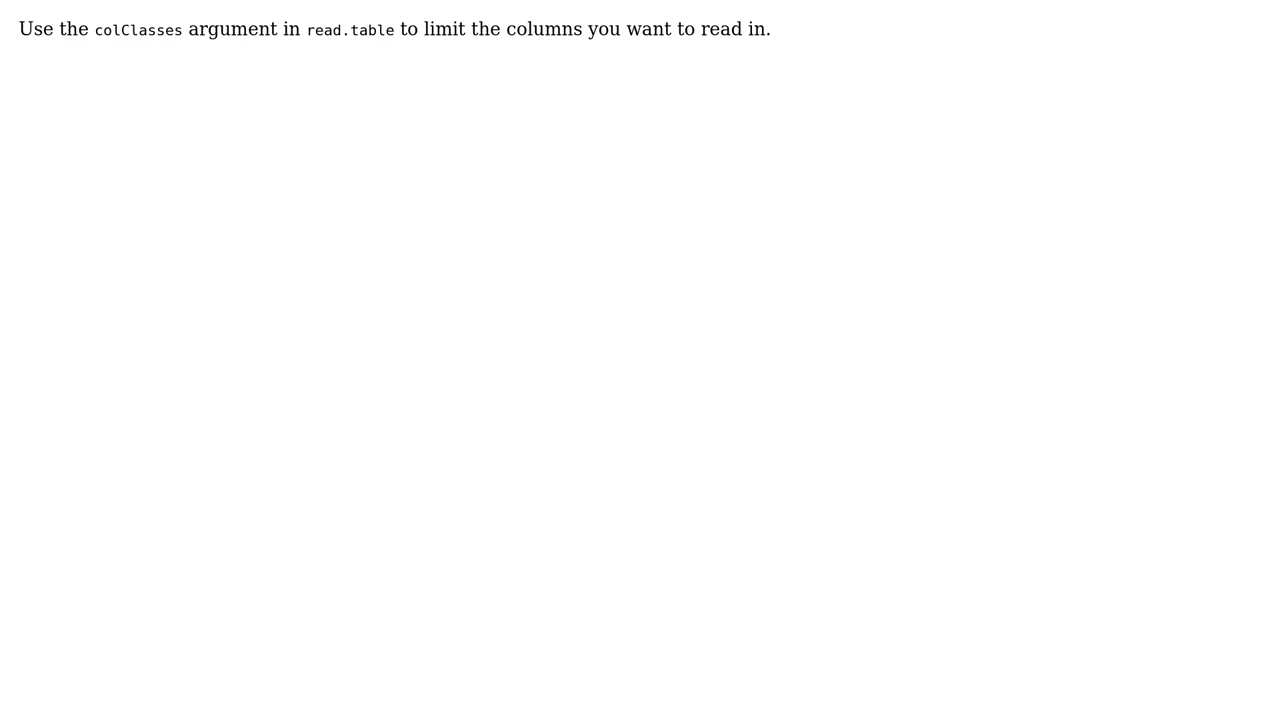 Use the colClasses argument in read.table to limit the columns you want to read in.